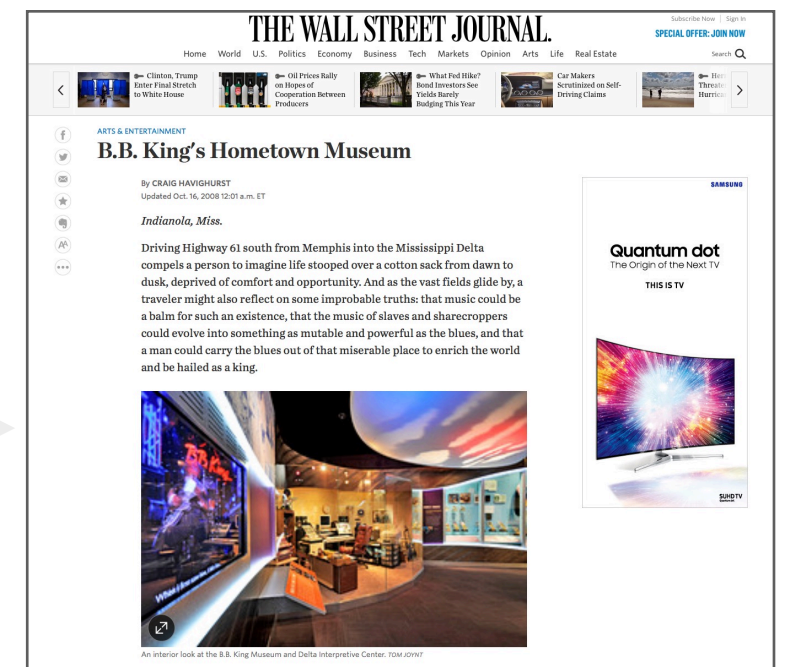 THE WALL STREET JOURNAL.
Subscribe Now | Sign In
SPECIAL OFFER: JOIN NOW
Home World U.S. Politics Economy Business Tech Markets Opinion Arts Life Real Estate
Search
Clinton, Trump
Enter Final Stretch
to White House
Oil Prices Rally
on Hopes of
Cooperation Between
Producers
What Fed Hike?
Bond Investors See
Yields Barely
Budging This Year
Car Makers
Scrutinized on Self-
Driving Claims
ARTS & ENTERTAINMENT
B.B. King's Hometown Museum
By CRAIG HAVIGHURST
Updated Oct. 16, 2008 12:01 a.m. ET
Indianola, Miss.
Driving Highway 61 south from Memphis into the Mississippi Delta
compels a person to imagine life stooped over a cotton sack from dawn to
dusk, deprived of comfort and opportunity. And as the vast fields glide by, a
traveler might also reflect on some improbable truths: that music could be
a balm for such an existence, that the music of slaves and sharecroppers
could evolve into something as mutable and powerful as the blues, and that
a man could carry the blues out of that miserable place to enrich the world
and be hailed as a king.
B.B. King
An interior look at the B.B. King Museum and Delta Interpretive Center. TOM JOYNT
SAMSUNG
Quantum dot
The Origin of the Next TV
THIS IS TV
SUHDTV